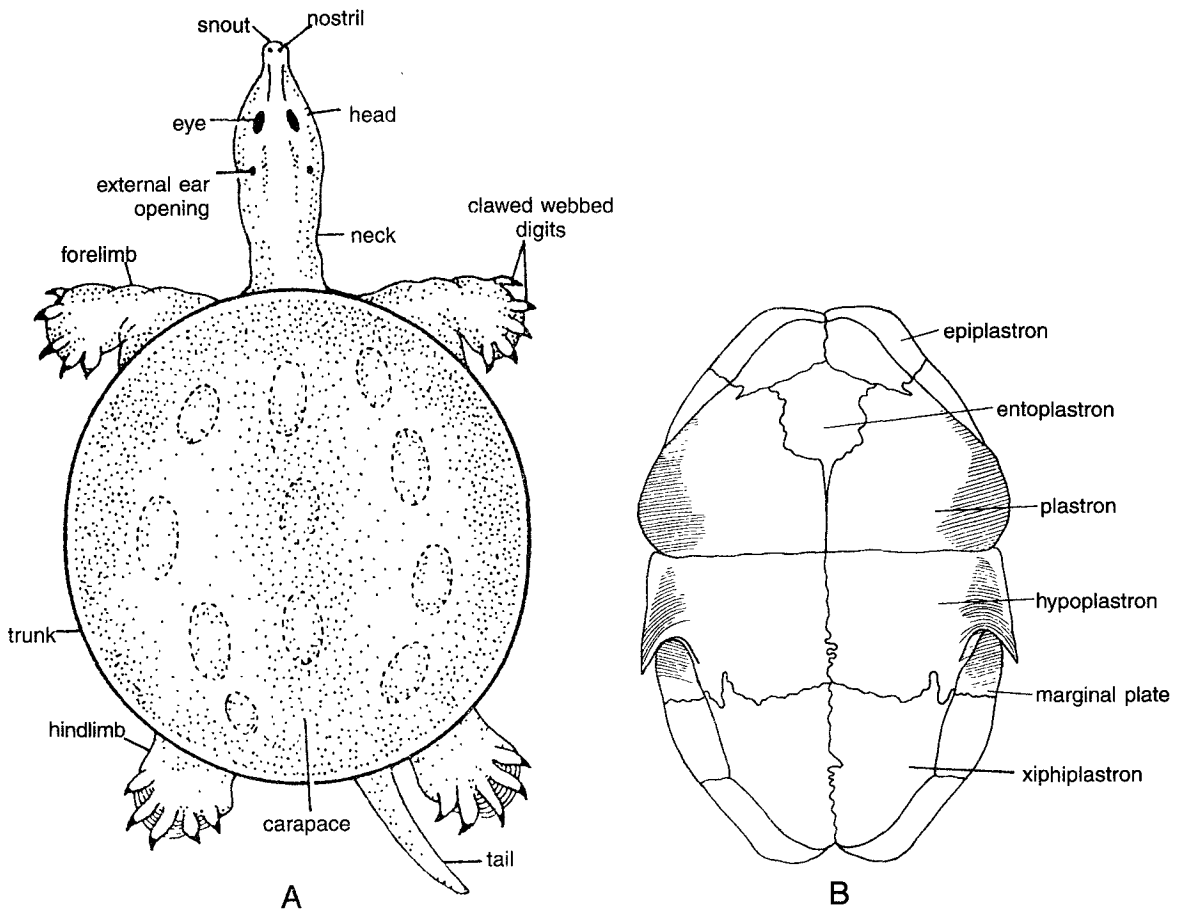 snout
nostril
eye
head
external ear
opening
neck
clawed webbed
digits
forelimb
trunk
hindlimb
carapace
tail
A
epiplastron
entoplastron
plastron
hypoplastron
marginal plate
xiphiplastron
B